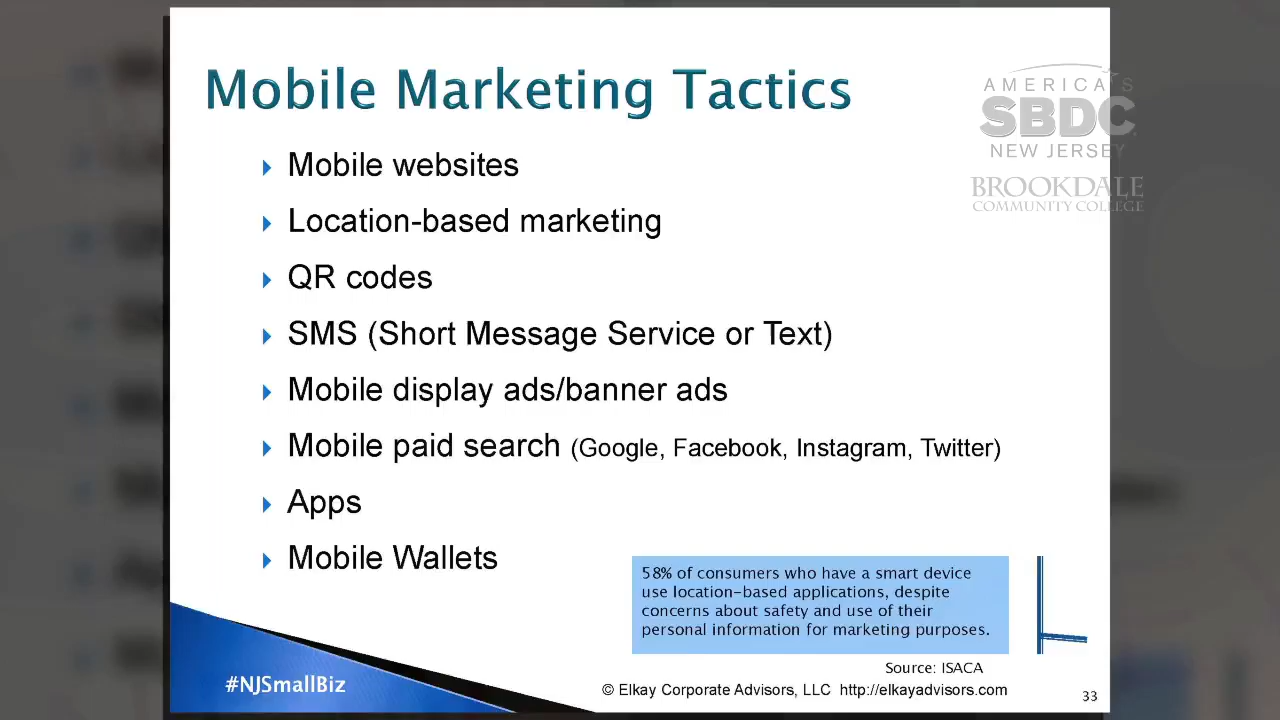 Mobile Marketing Tactics
AMERICA'S
SBDC
NEW JERSEY
BROOKDALE
COMMUNITY COLLEGE
Mobile websites
Location-based marketing
QR codes
SMS (Short Message Service or Text)
Mobile display ads/banner ads
Mobile paid search (Google, Facebook, Instagram, Twitter)
Apps
Mobile Wallets
58% of consumers who have a smart device
use location-based applications, despite
concerns about safety and use of their
personal information for marketing purposes.
Source: ISACA
#NJSmallBiz
© Elkay Corporate Advisors, LLC http://elkayadvisors.com
33